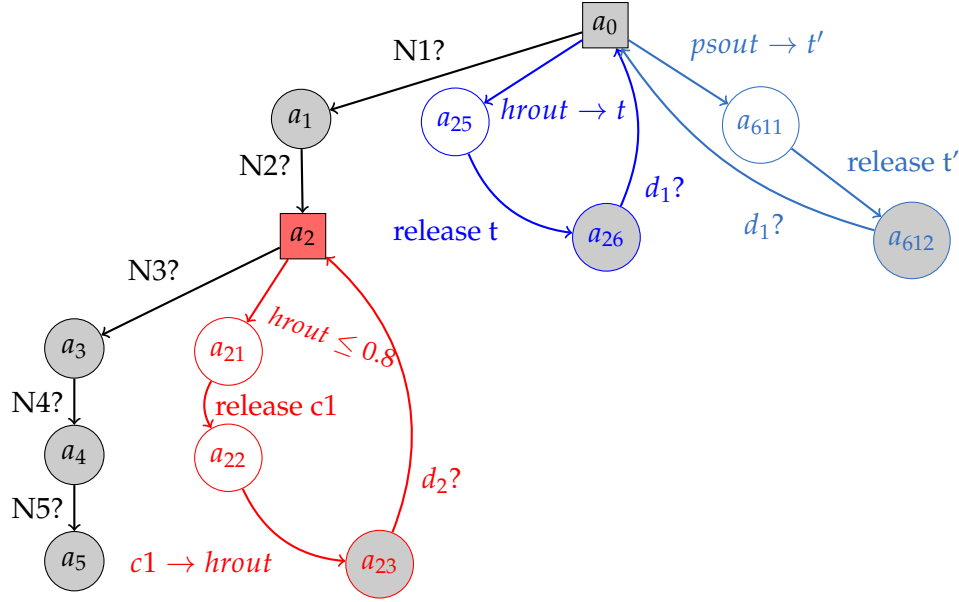 a₀
N1?
psout → t′
a₁
a₂₅
hrout → t
a₆₁₁
N2?
release t′
d₁?
a₂
release t
a₂₆
d₁?
a₆₁₂
N3?
hrout ≤ 0.8
a₃
a₂₁
N4?
release c1
a₄
a₂₂
d₂?
N5?
a₅
c1 → hrout
a₂₃